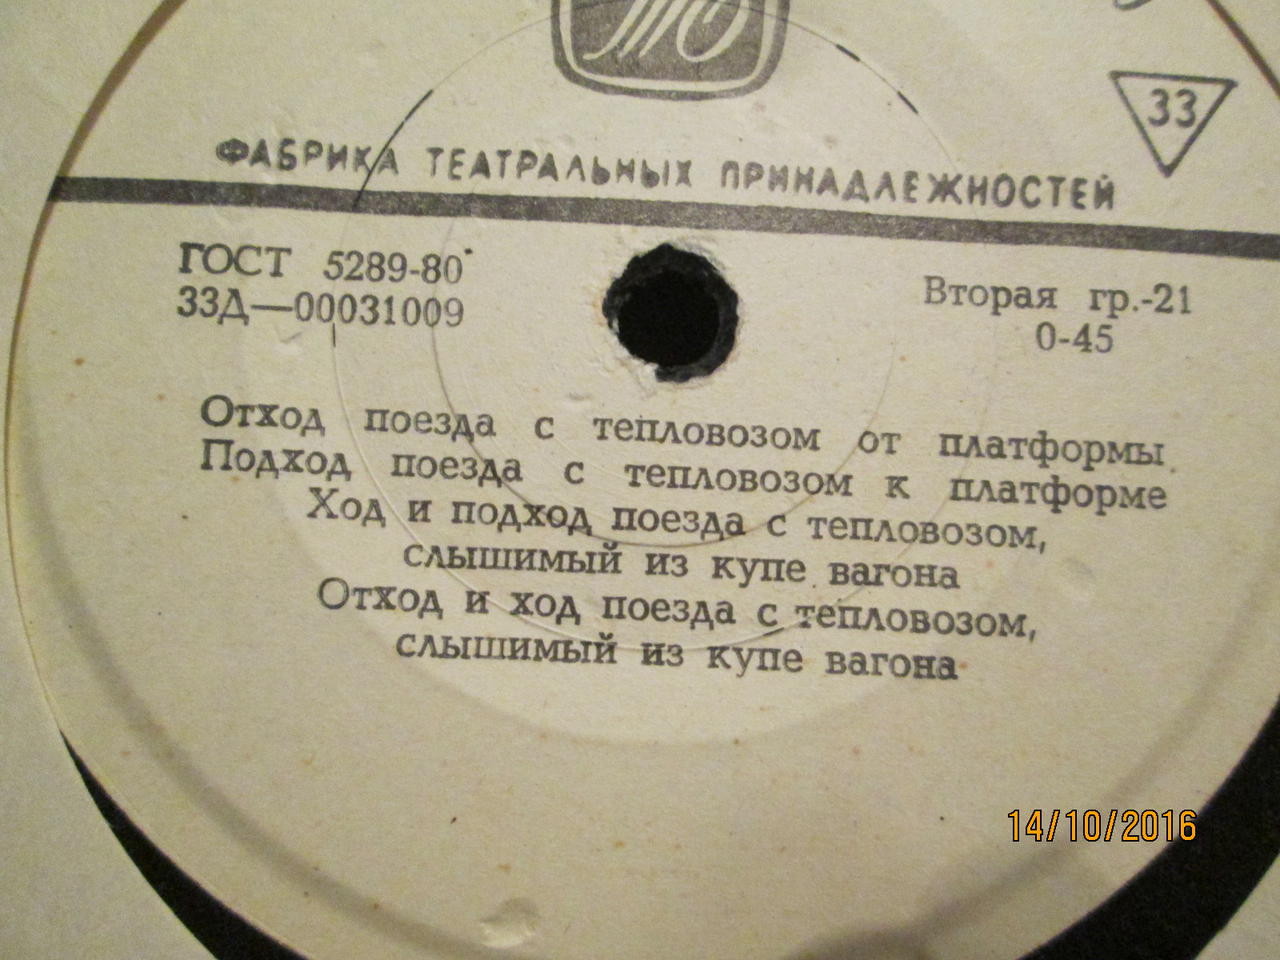 33
ФАБРИКА ТЕАТРАЛЬНЫХ ПРИНАДЛЕЖНОСТЕЙ
ГОСТ 5289-80
33Д—00031009
Вторая гр.-21
0-45
Отход поезда с тепловозом от платформы
Подход поезда с тепловозом к платформе
Ход и подход поезда с тепловозом,
слышимый из купе вагона
Отход и ход поезда с тепловозом,
слышимый из купе вагона
14/10/2016